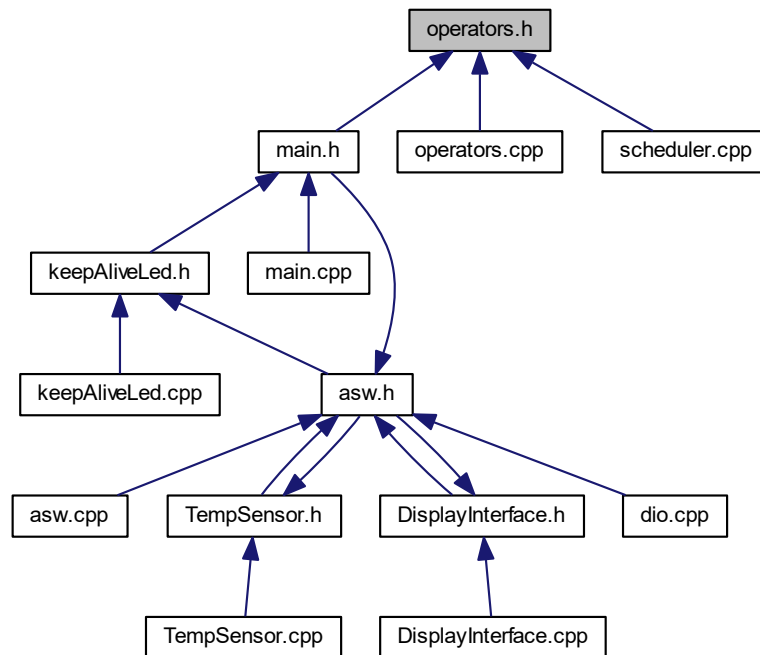 operators.h
main.h
operators.cpp
scheduler.cpp
keepAliveLed.h
main.cpp
keepAliveLed.cpp
asw.h
asw.cpp
TempSensor.h
DisplayInterface.h
dio.cpp
TempSensor.cpp
DisplayInterface.cpp